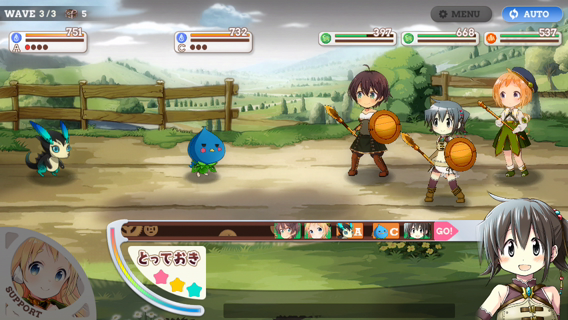 WAVE 3/3 5
MENU
AUTO
751
A
732
C
397
668
537
A C GO!
とっておき
SUPPORT